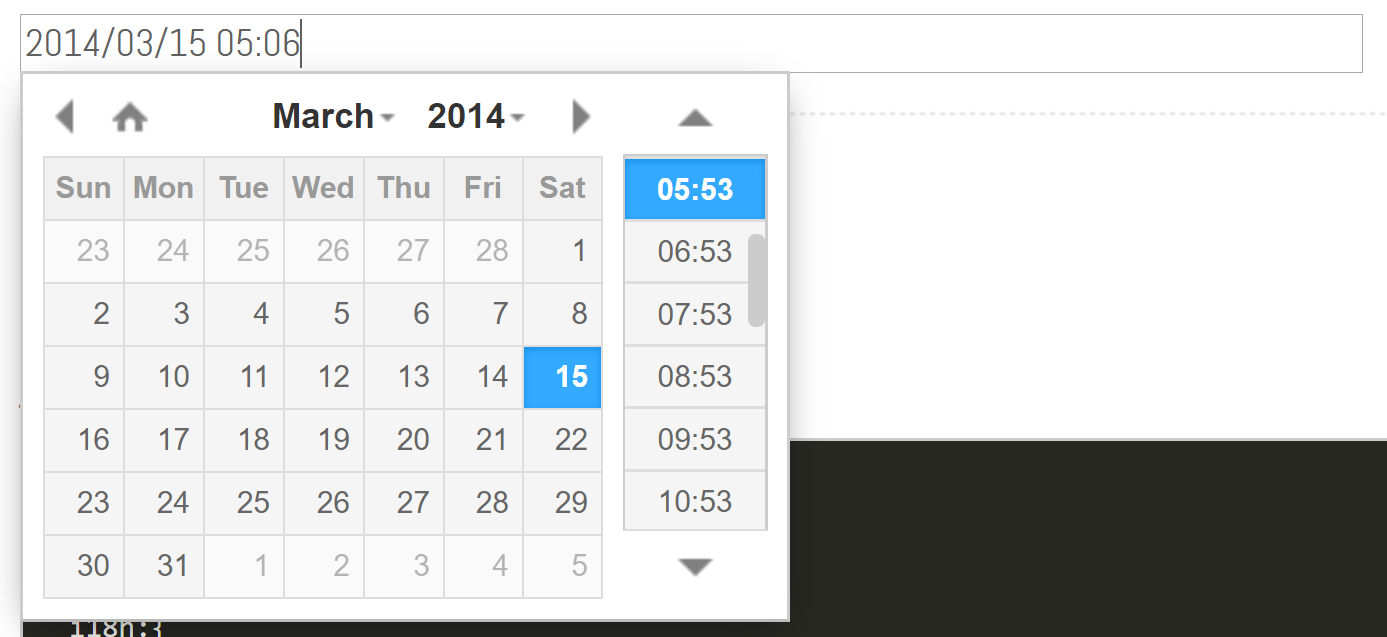 2014/03/15 05:06
March 2014
Sun Mon Tue Wed Thu Fri Sat
23 24 25 26 27 28 1
2 3 4 5 6 7 8
9 10 11 12 13 14 15
16 17 18 19 20 21 22
23 24 25 26 27 28 29
30 31 1 2 3 4 5
05:53
06:53
07:53
08:53
09:53
10:53